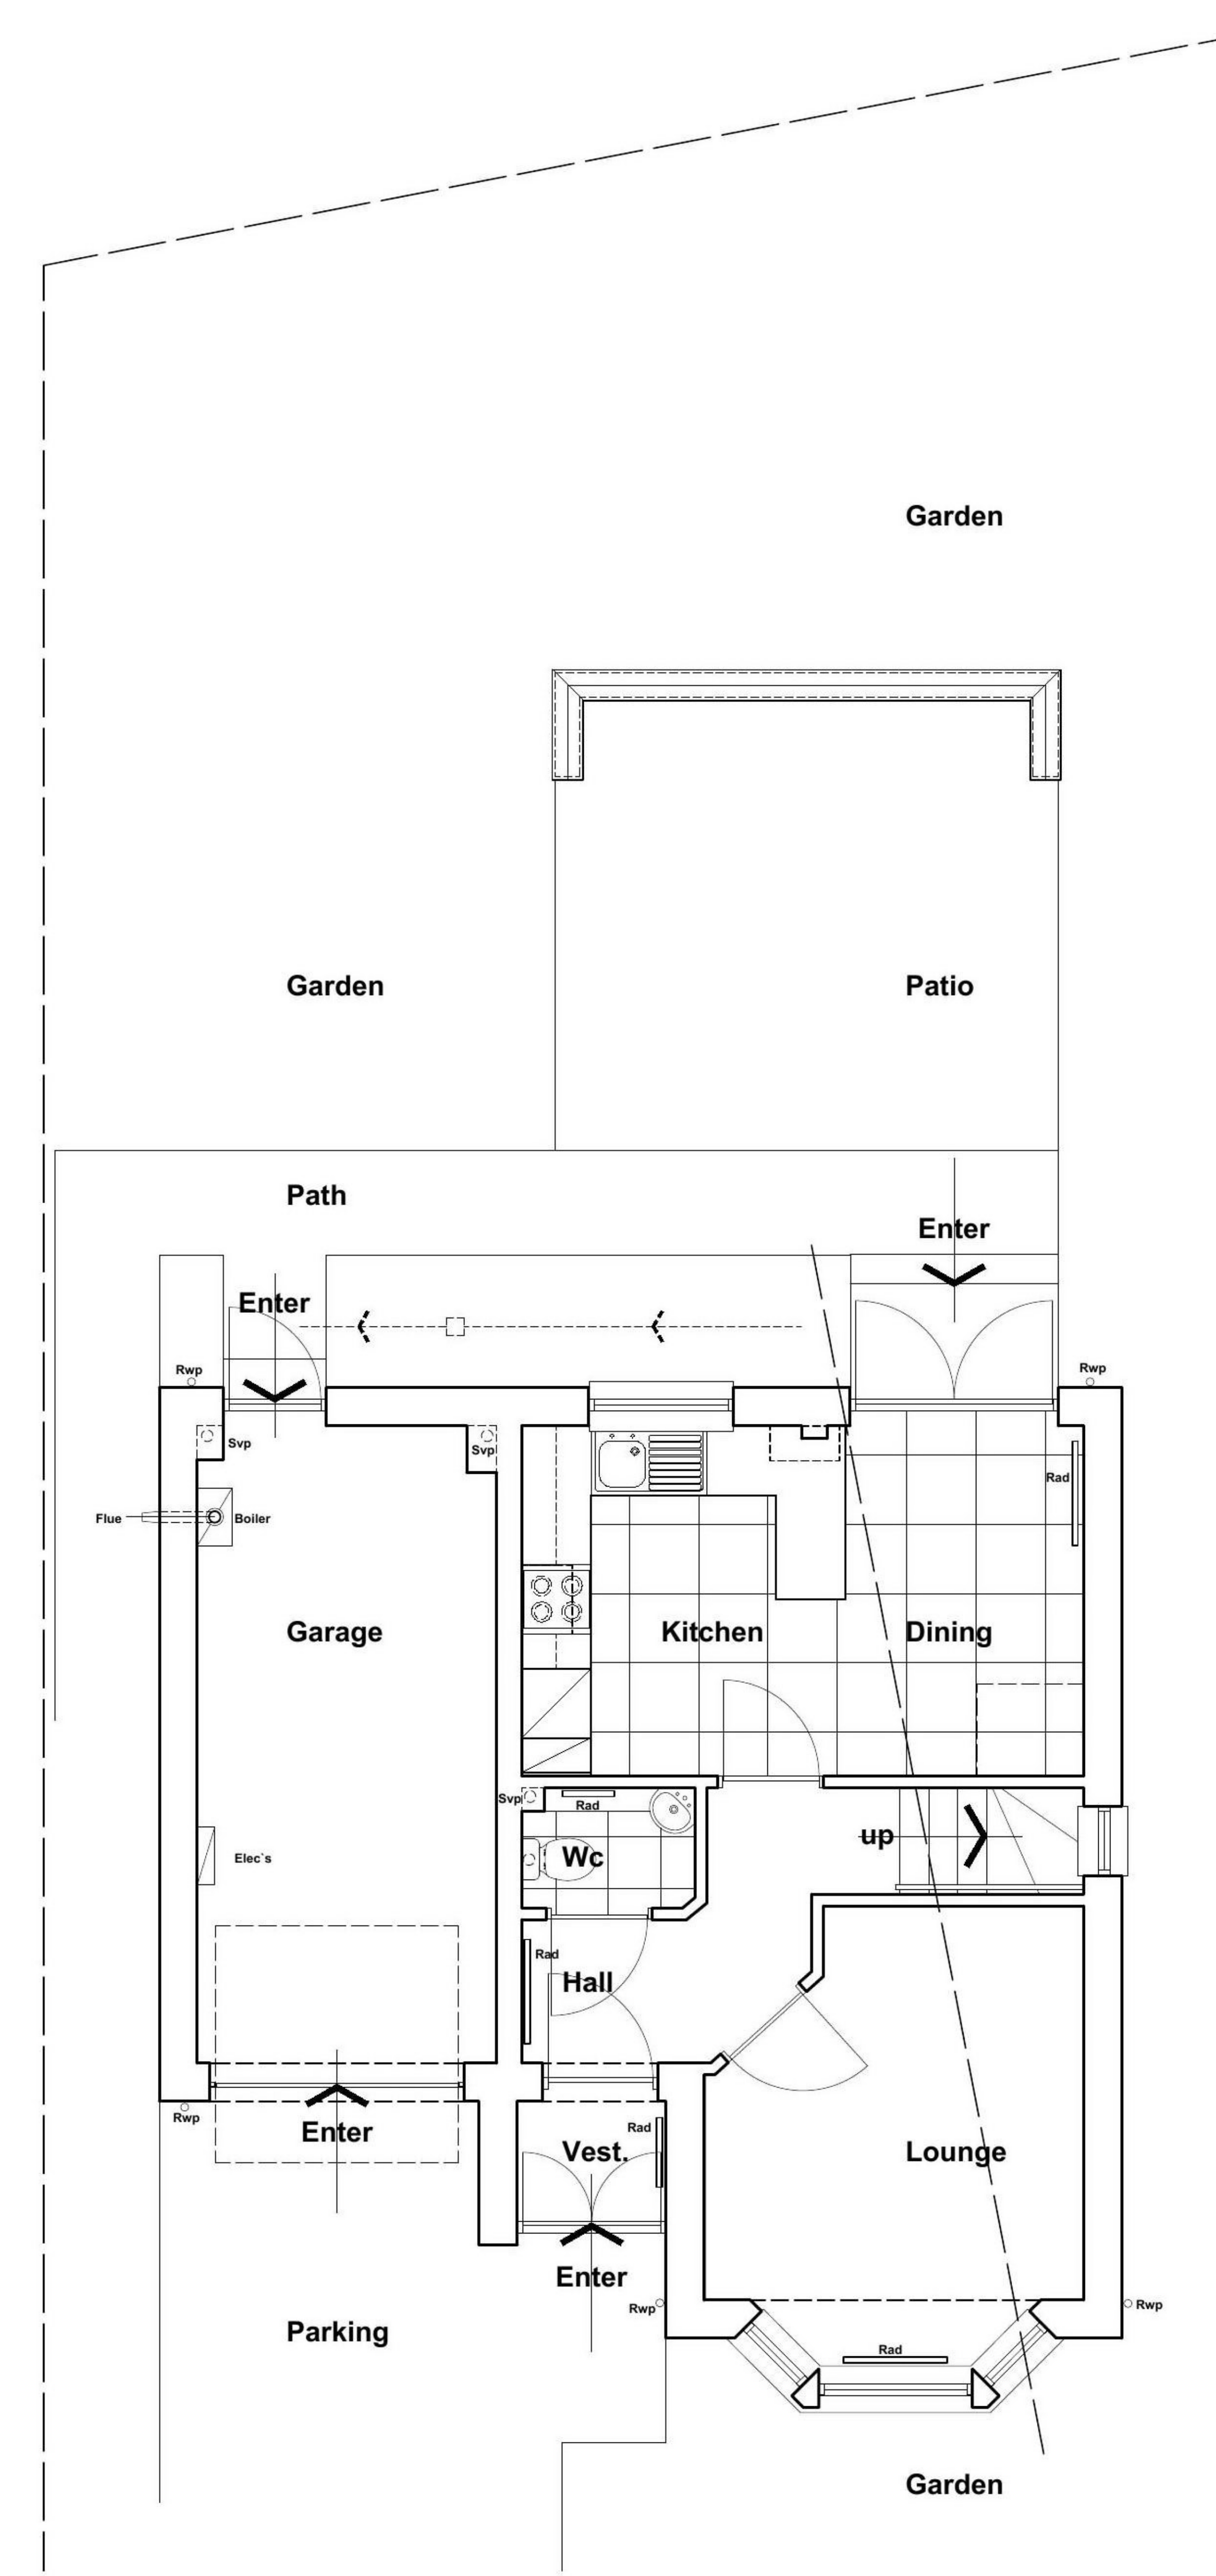 Garden
Garden
Patio
Path
Enter
Enter
Rwp
Rwp
Svp
Svp
Rad
Flue
Boiler
Garage
Kitchen
Dining
Svp
Rad
up
Wc
Elec`s
Rad
Hall
Rwp
Enter
Rad
Vest.
Lounge
Enter
Rwp
Rwp
Parking
Rad
Garden